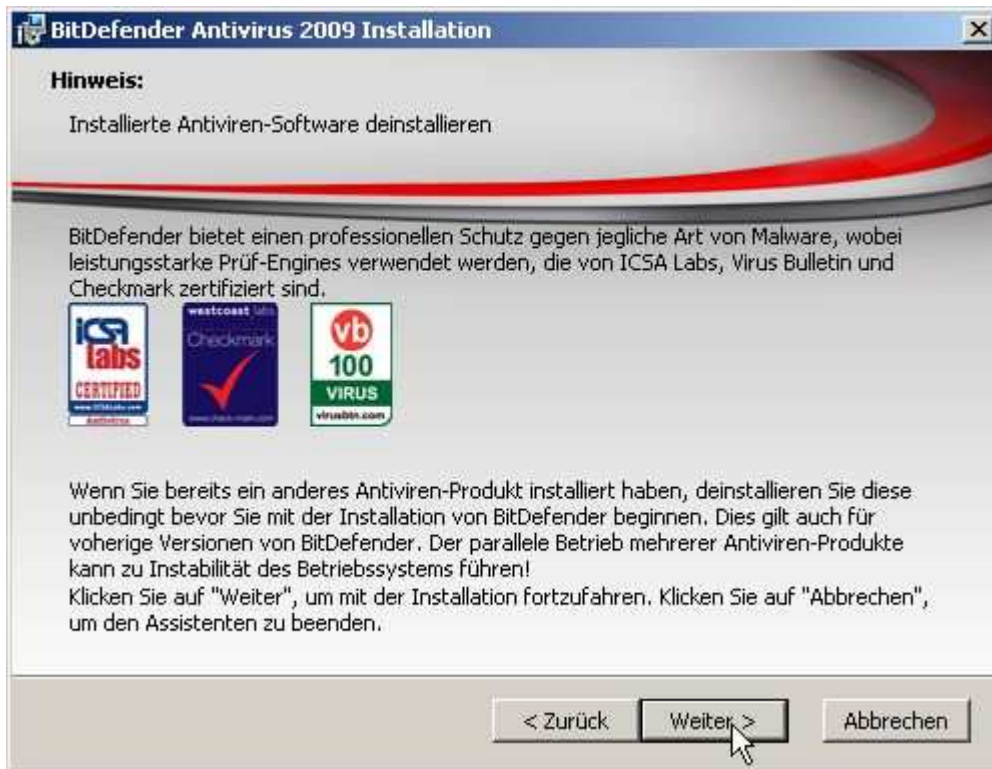 BitDefender Antivirus 2009 Installation
Hinweis:
Installierte Antiviren-Software deinstallieren
BitDefender bietet einen professionellen Schutz gegen jegliche Art von Malware, wobei
leistungsstarke Prüf-Engines verwendet werden, die von ICSA Labs, Virus Bulletin und
Checkmark zertifiziert sind.
ICSA
labs
CERTIFIED
Antivirus
westcoast labs
Checkmark
vb
100
VIRUS
virusbtn.com
Wenn Sie bereits ein anderes Antiviren-Produkt installiert haben, deinstallieren Sie diese
unbedingt bevor Sie mit der Installation von BitDefender beginnen. Dies gilt auch für
voherige Versionen von BitDefender. Der parallele Betrieb mehrerer Antiviren-Produkte
kann zu Instabilität des Betriebssystems führen!
Klicken Sie auf "Weiter", um mit der Installation fortzufahren. Klicken Sie auf "Abbrechen",
um den Assistenten zu beenden.
< Zurück
Weiter >
Abbrechen